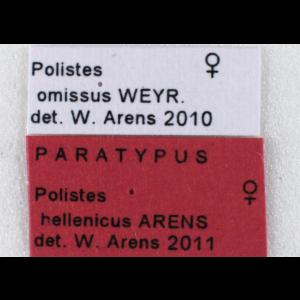 Polistes ♀
omissus WEYR.
det. W. Arens 2010
PARATYPUS
Polistes ♀
hellenicus ARENS
det. W. Arens 2011